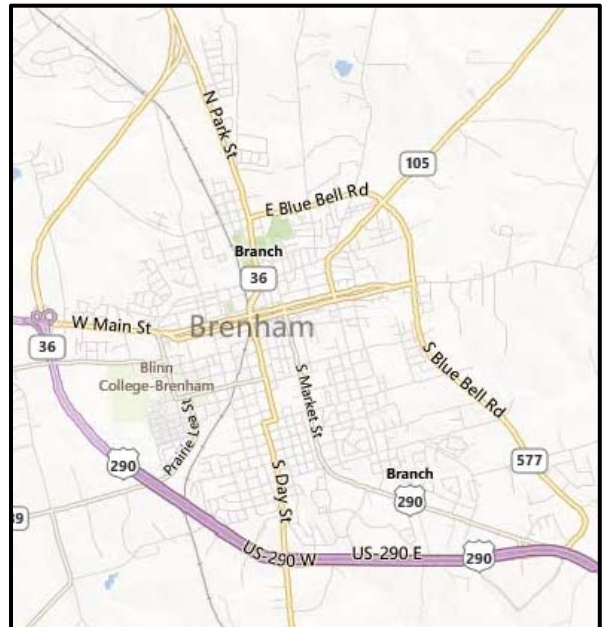 N Park St
105
E Blue Bell Rd
Branch
36
W Main St
Brenham
36
Blinn
College-Brenham
S Market St
S Blue Bell Rd
Prairie Lea St
290
Branch
577
290
S Day St
US-290 W
US-290 E
290